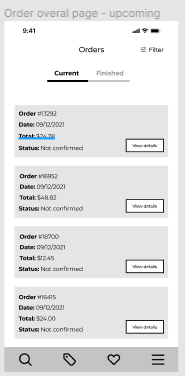 Order overal page - upcoming
9:41
Orders
Filter
Current
Finished
Order #13292
Date: 09/12/2021
Total: $24.28
Status: Not confirmed
View details
Order #16952
Date: 09/12/2021
Total: $48.82
Status: Not confirmed
View details
Order #18700
Date: 09/12/2021
Total: $12.45
Status: Not confirmed
View details
Order #16415
Date: 09/12/2021
Total: $24.00
Status: Not confirmed
View details